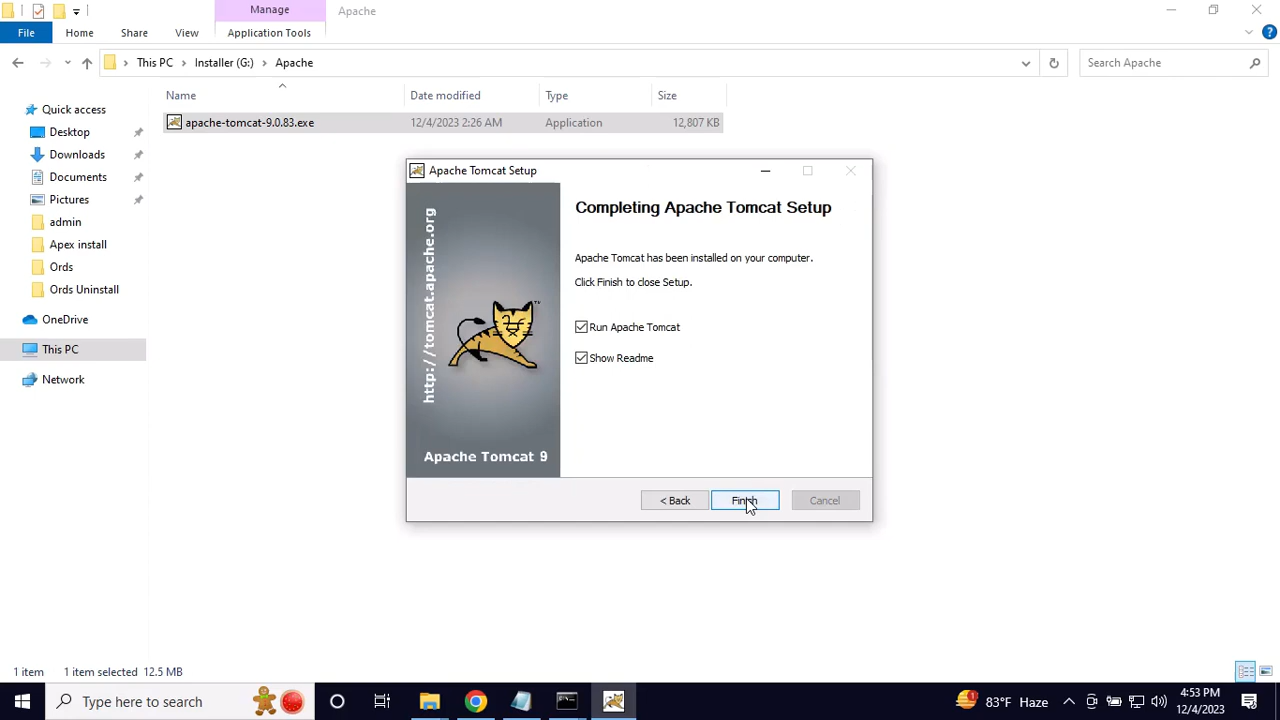 Manage
Apache
File
Home
Share
View
Application Tools
This PC
Installer (G:)
Apache
Search Apache
Name
Date modified
Type
Size
apache-tomcat-9.0.83.exe
12/4/2023 2:26 AM
Application
12,807 KB
Quick access
Desktop
Downloads
Documents
Pictures
admin
Apex install
Ords
Ords Uninstall
OneDrive
This PC
Network
Apache Tomcat Setup
http://tomcat.apache.org
TM
Apache Tomcat 9
Completing Apache Tomcat Setup
Apache Tomcat has been installed on your computer.
Click Finish to close Setup.
Run Apache Tomcat
Show Readme
< Back
Finish
Cancel
1 item
1 item selected
12.5 MB
Type here to search
1
83°F Haze
4:53 PM
12/4/2023